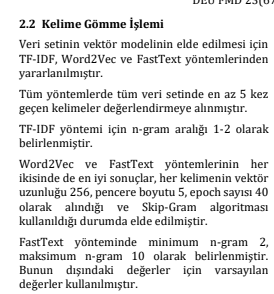 DEÜ FMD 23(67
2.2 Kelime Gömme İşlemi
Veri setinin vektör modelinin elde edilmesi için
TF-IDF, Word2Vec ve FastText yöntemlerinden
yararlanılmıştır.
Tüm yöntemlerde tüm veri setinde en az 5 kez
geçen kelimeler değerlendirmeye alınmıştır.
TF-IDF yöntemi için n-gram aralığı 1-2 olarak
belirlenmiştir.
Word2Vec ve FastText yöntemlerinin her
ikisinde de en iyi sonuçlar, her kelimenin vektör
uzunluğu 256, pencere boyutu 5, epoch sayısı 40
olarak alındığı ve Skip-Gram algoritması
kullanıldığı durumda elde edilmiştir.
FastText yönteminde minimum n-gram 2,
maksimum n-gram 10 olarak belirlenmiştir.
Bunun dışındaki değerler için varsayılan
değerler kullanılmıştır.